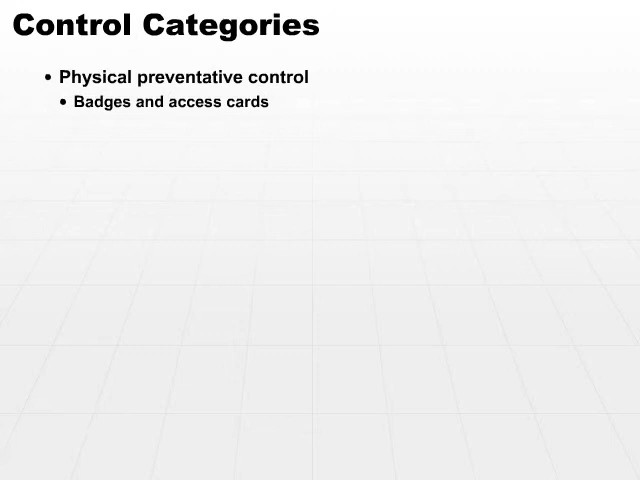 Control Categories
• Physical preventative control
• Badges and access cards